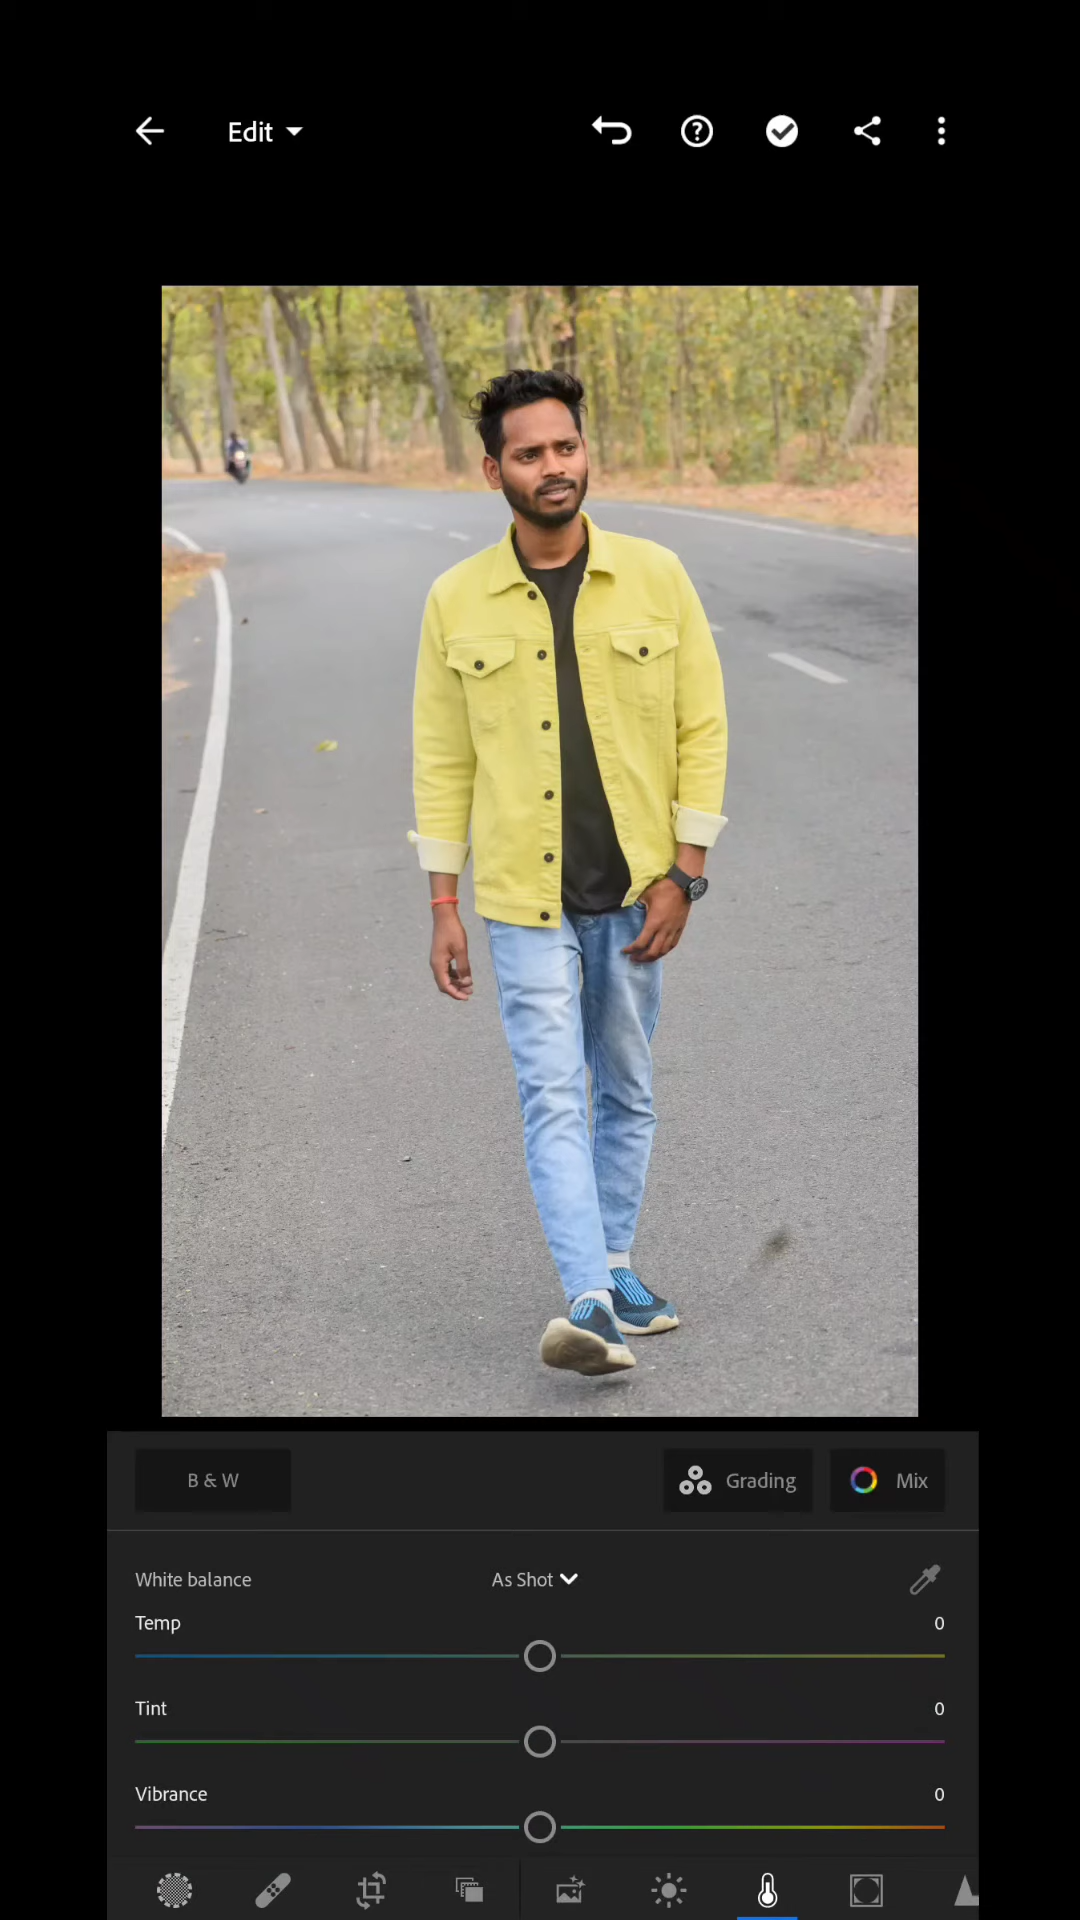 Edit
B & W
Grading
Mix
White balance
As Shot
Temp
0
Tint
0
Vibrance
0